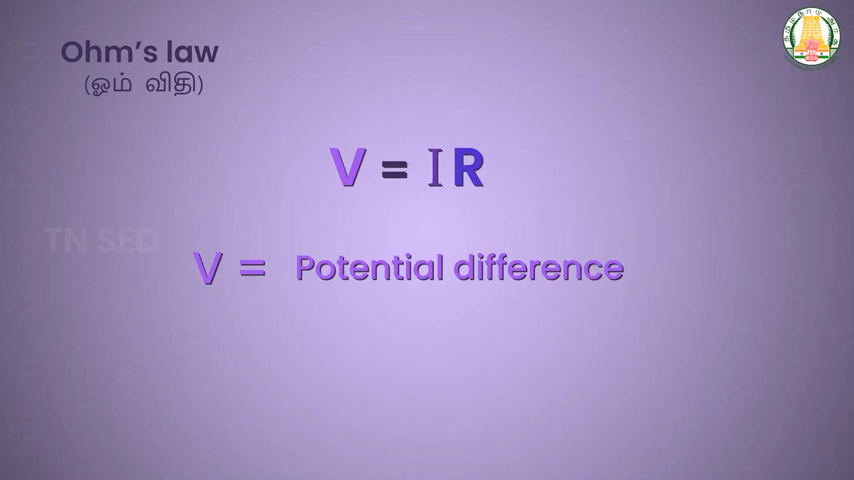 Ohm's law
(ஓம் விதி)
V = I R
TN SED
V = Potential difference